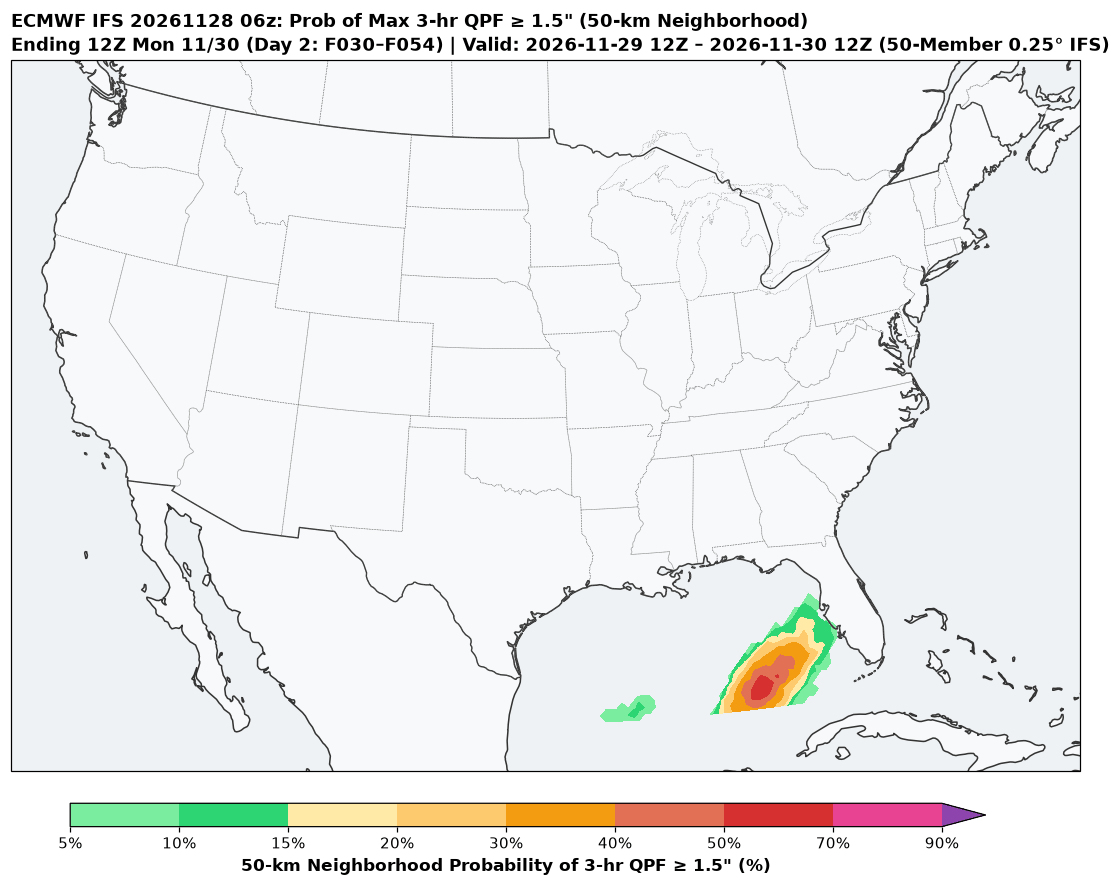 ECMWF IFS 20261128 06z: Prob of Max 3-hr QPF ≥ 1.5" (50-km Neighborhood)
Ending 12Z Mon 11/30 (Day 2: F030–F054) | Valid: 2026-11-29 12Z – 2026-11-30 12Z (50-Member 0.25° IFS)
5% 10% 15% 20% 30% 40% 50% 70% 90%
50-km Neighborhood Probability of 3-hr QPF ≥ 1.5" (%)